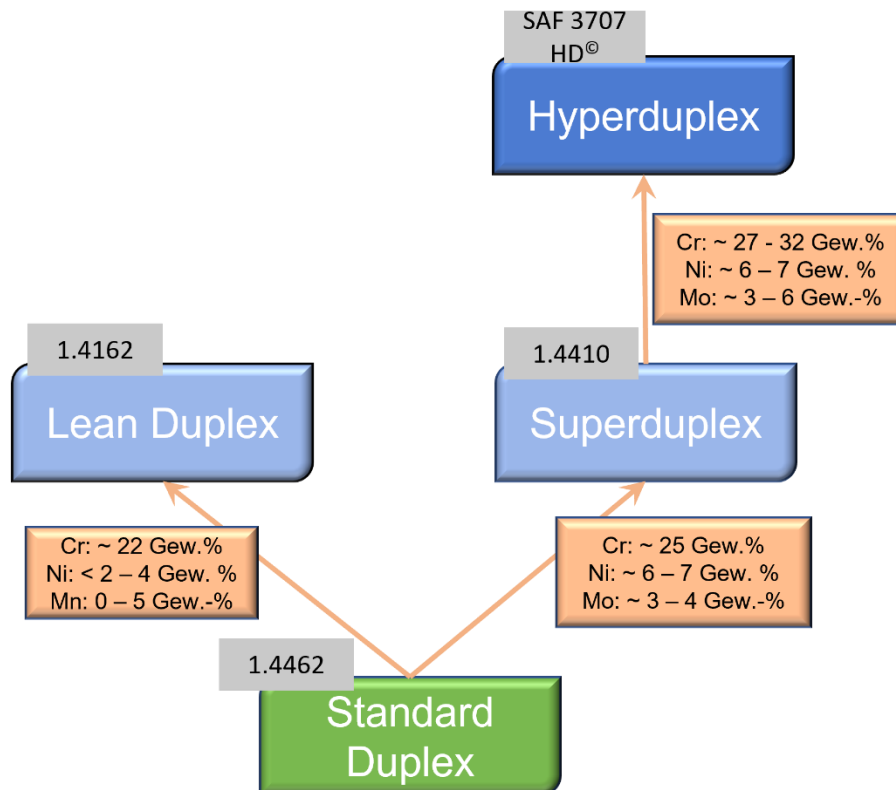 SAF 3707
HD©
Hyperduplex
Cr: ~ 27 - 32 Gew.%
Ni: ~ 6 – 7 Gew. %
Mo: ~ 3 – 6 Gew.-%
1.4162
Lean Duplex
1.4410
Superduplex
Cr: ~ 22 Gew.%
Ni: < 2 – 4 Gew. %
Mn: 0 – 5 Gew.-%
Cr: ~ 25 Gew.%
Ni: ~ 6 – 7 Gew. %
Mo: ~ 3 – 4 Gew.-%
1.4462
Standard
Duplex